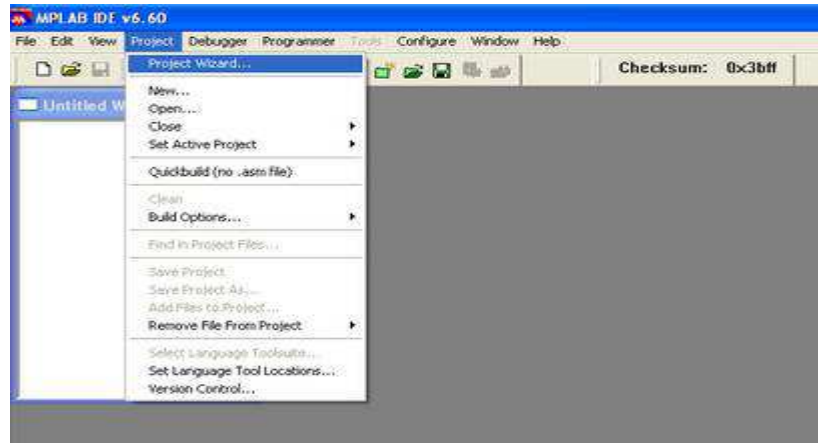 MPLAB IDE v6.60
File Edit View Project Debugger Programmer Tools Configure Window Help
Checksum: 0x3bff
Untitled W
Project Wizard...
New...
Open...
Close
Set Active Project
Quickbuild (no .asm file)
Clean
Build Options...
Find in Project Files...
Save Project
Save Project As...
Add Files to Project...
Remove File From Project
Select Language Toolsuite...
Set Language Tool Locations...
Version Control...